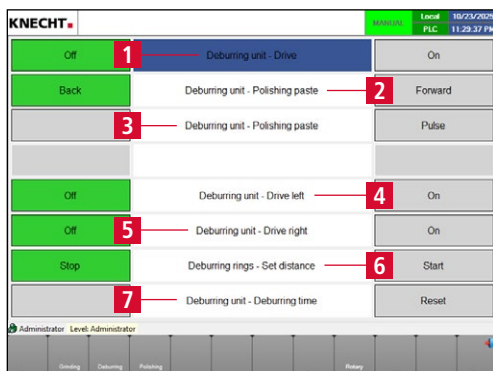 KNECHT
MANUAL Local 10/23/2025
PLC 11:29:37 PM
Off 1 Deburring unit - Drive On
Back Deburring unit - Polishing paste 2 Forward
3 Deburring unit - Polishing paste Pulse
Off Deburring unit - Drive left 4 On
Off 5 Deburring unit - Drive right On
Stop Deburring rings - Set distance 6 Start
7 Deburring unit - Deburring time Reset
Administrator Level: Administrator
Grinding Deburring Polishing Rotary